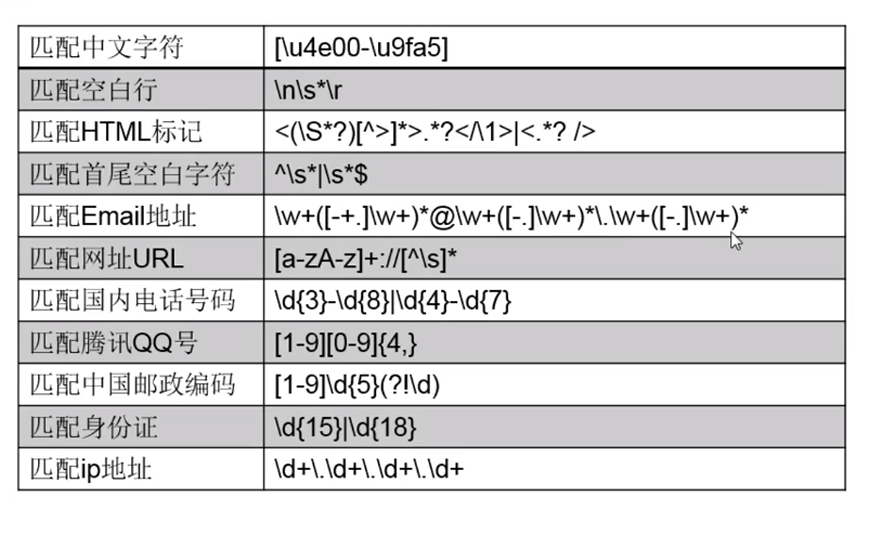 匹配中文字符 [\u4e00-\u9fa5]
匹配空白行 \n\s*\r
匹配HTML标记 <(\S*?)[^>]*>.*?</\1>|<.*? />
匹配首尾空白字符 ^\s*|\s*$
匹配Email地址 \w+([-+.]\w+)*@\w+([-.]\w+)*\.\w+([-.]\w+)*
匹配网址URL [a-zA-z]+://[^\s]*
匹配国内电话号码 \d{3}-\d{8}|\d{4}-\d{7}
匹配腾讯QQ号 [1-9][0-9]{4,}
匹配中国邮政编码 [1-9]\d{5}(?!\d)
匹配身份证 \d{15}|\d{18}
匹配ip地址 \d+\.\d+\.\d+\.\d+